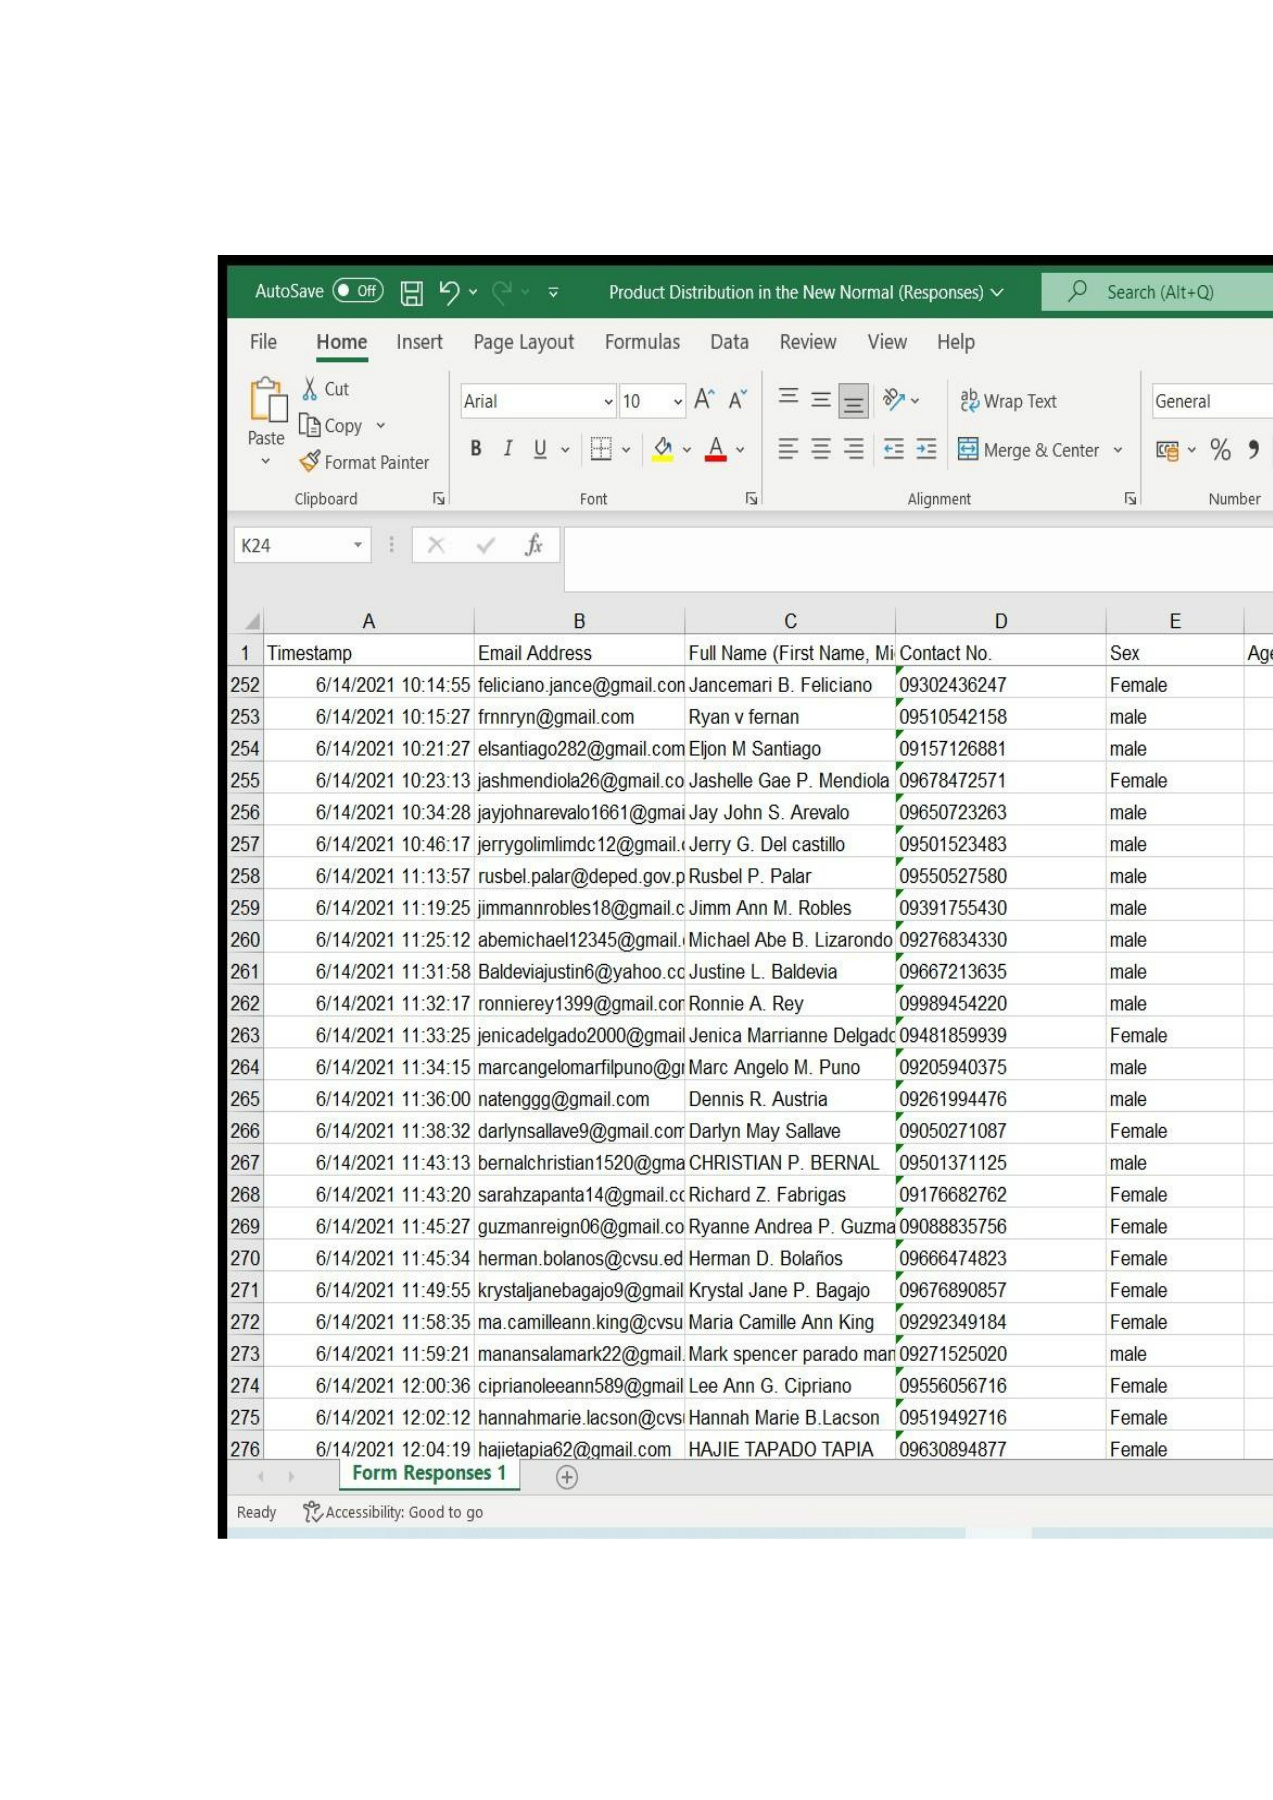 AutoSave Off Product Distribution in the New Normal (Responses) Search (Alt+Q)
File Home Insert Page Layout Formulas Data Review View Help
Paste Cut Copy Format Painter Arial 10 Wrap Text Merge & Center General
Clipboard Font Alignment Number
K24 fx
A B C D E
1 Timestamp Email Address Full Name (First Name, Mi Contact No. Sex Age
252 6/14/2021 10:14:55 feliciano.jance@gmail.con Jancemari B. Feliciano 09302436247 Female
253 6/14/2021 10:15:27 frnnryn@gmail.com Ryan v fernan 09510542158 male
254 6/14/2021 10:21:27 elsantiago282@gmail.com Eljon M Santiago 09157126881 male
255 6/14/2021 10:23:13 jashmendiola26@gmail.co Jashelle Gae P. Mendiola 09678472571 Female
256 6/14/2021 10:34:28 jayjohnarevalo1661@gmai Jay John S. Arevalo 09650723263 male
257 6/14/2021 10:46:17 jerrygolimlimdc12@gmail.c Jerry G. Del castillo 09501523483 male
258 6/14/2021 11:13:57 rusbel.palar@deped.gov.p Rusbel P. Palar 09550527580 male
259 6/14/2021 11:19:25 jimmannrobles18@gmail.c Jimm Ann M. Robles 09391755430 male
260 6/14/2021 11:25:12 abemichael12345@gmail. Michael Abe B. Lizarondo 09276834330 male
261 6/14/2021 11:31:58 Baldeviajustin6@yahoo.co Justine L. Baldevia 09667213635 male
262 6/14/2021 11:32:17 ronnierey1399@gmail.con Ronnie A. Rey 09989454220 male
263 6/14/2021 11:33:25 jenicadelgado2000@gmail Jenica Marrianne Delgado 09481859939 Female
264 6/14/2021 11:34:15 marcangelomarfilpuno@g Marc Angelo M. Puno 09205940375 male
265 6/14/2021 11:36:00 natenggg@gmail.com Dennis R. Austria 09261994476 male
266 6/14/2021 11:38:32 darlynsallave9@gmail.com Darlyn May Sallave 09050271087 Female
267 6/14/2021 11:43:13 bernalchristian1520@gma CHRISTIAN P. BERNAL 09501371125 male
268 6/14/2021 11:43:20 sarahzapanta14@gmail.cc Richard Z. Fabrigas 09176682762 Female
269 6/14/2021 11:45:27 guzmanreign06@gmail.co Ryanne Andrea P. Guzma 09088835756 Female
270 6/14/2021 11:45:34 herman.bolanos@cvsu.ed Herman D. Bolaños 09666474823 Female
271 6/14/2021 11:49:55 krystaljanebagajo9@gmail Krystal Jane P. Bagajo 09676890857 Female
272 6/14/2021 11:58:35 ma.camilleann.king@cvsu Maria Camille Ann King 09292349184 Female
273 6/14/2021 11:59:21 manansalamark22@gmail. Mark spencer parado man 09271525020 male
274 6/14/2021 12:00:36 ciprianoleeann589@gmail Lee Ann G. Cipriano 09556056716 Female
275 6/14/2021 12:02:12 hannahmarie.lacson@cvs Hannah Marie B.Lacson 09519492716 Female
276 6/14/2021 12:04:19 hajietapia62@gmail.com HAJIE TAPADO TAPIA 09630894877 Female
Form Responses 1
Ready Accessibility: Good to go